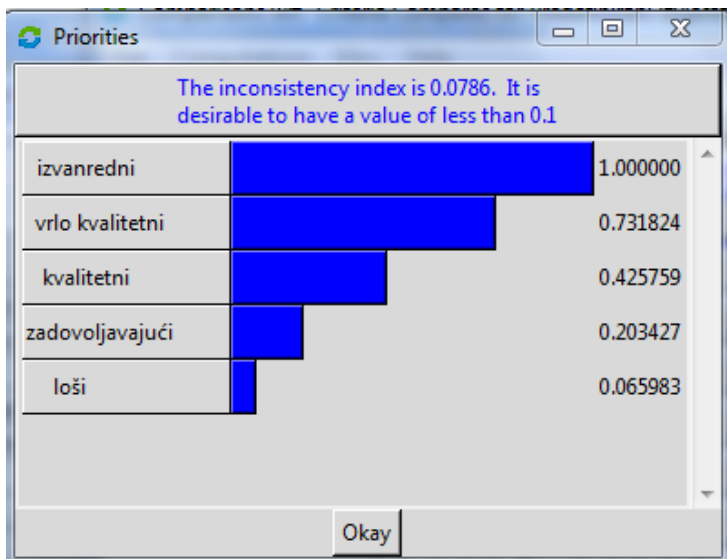 Priorities
The inconsistency index is 0.0786. It is
desirable to have a value of less than 0.1
izvanredni 1.000000
vrlo kvalitetni 0.731824
kvalitetni 0.425759
zadovoljavajući 0.203427
loši 0.065983
Okay